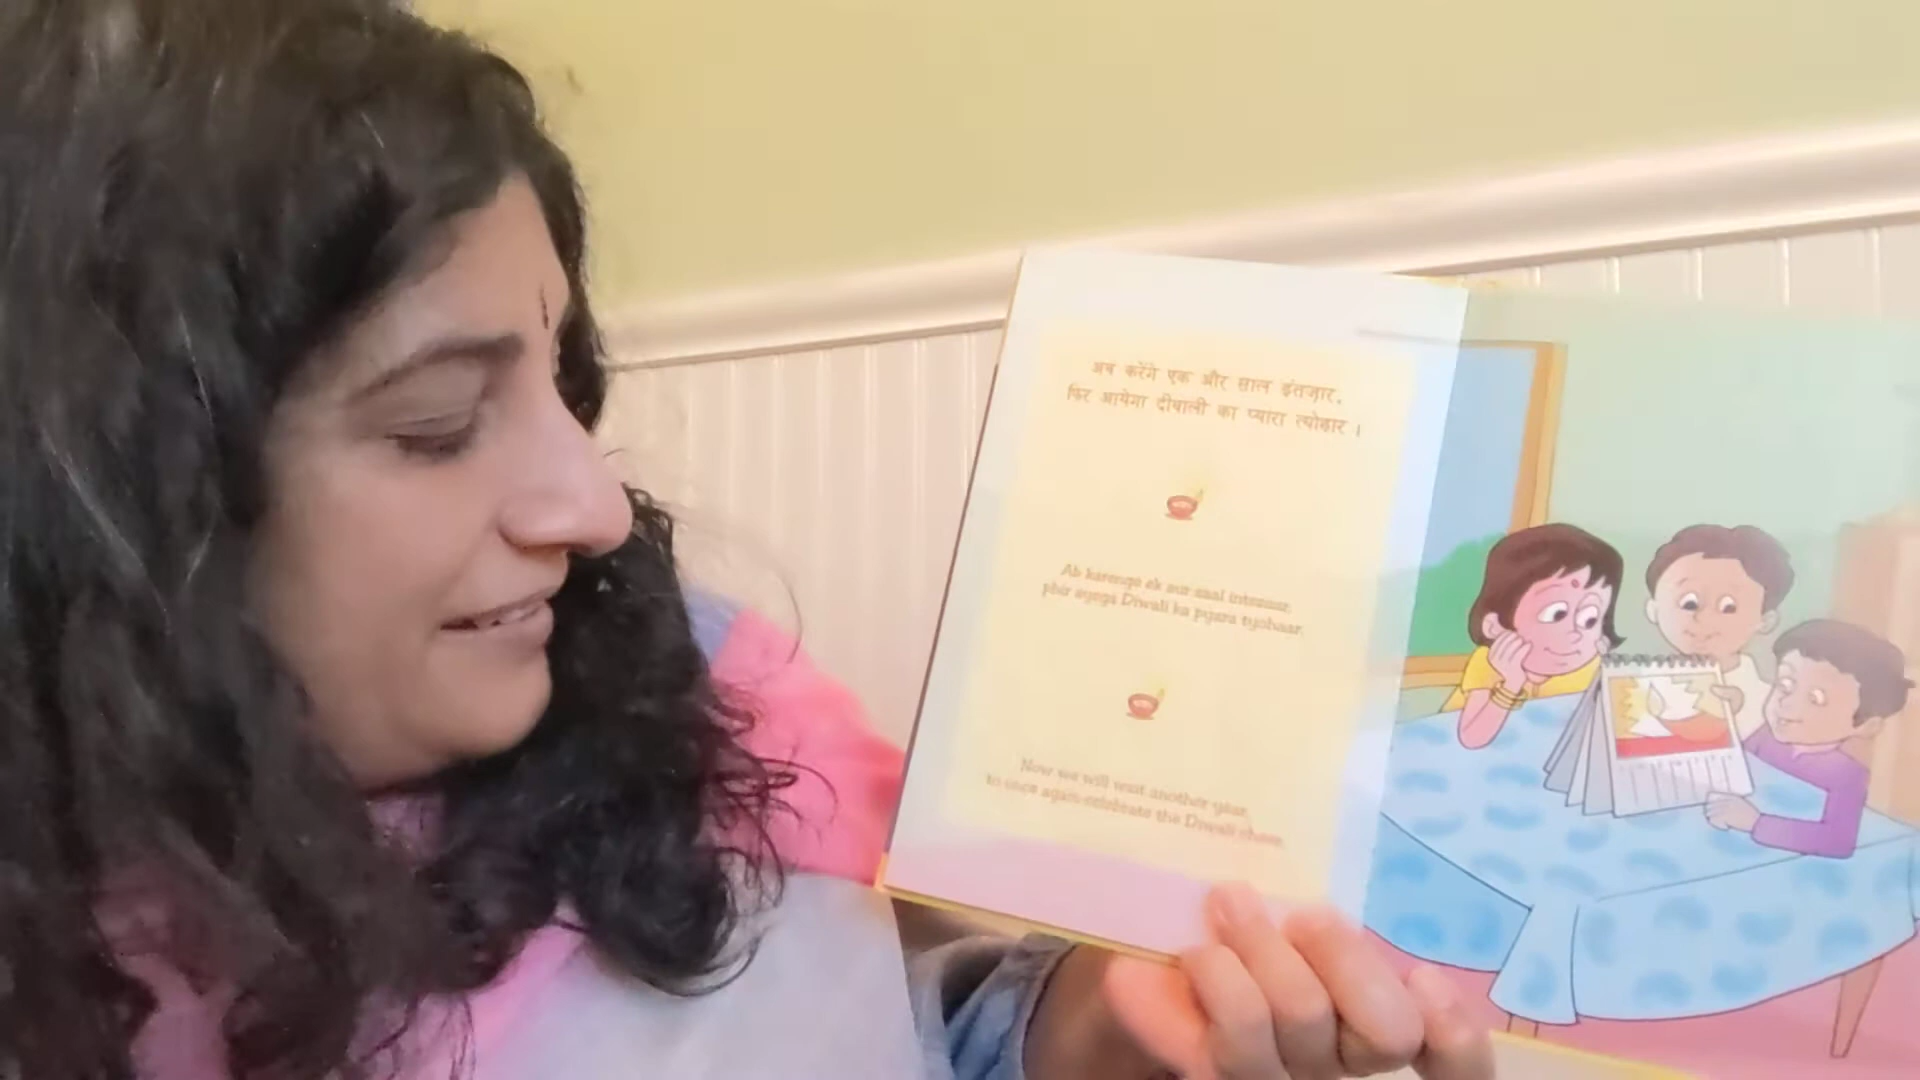 अब करेंगे एक और साल इंतज़ार,
फिर आयेगा दीवाली का प्यारा त्योहार ।
Ab karenge ek aur saal intezaar,
phir ayega Diwali ka pyara tyohaar.
Now we will wait another year,
to once again celebrate the Diwali cheer.